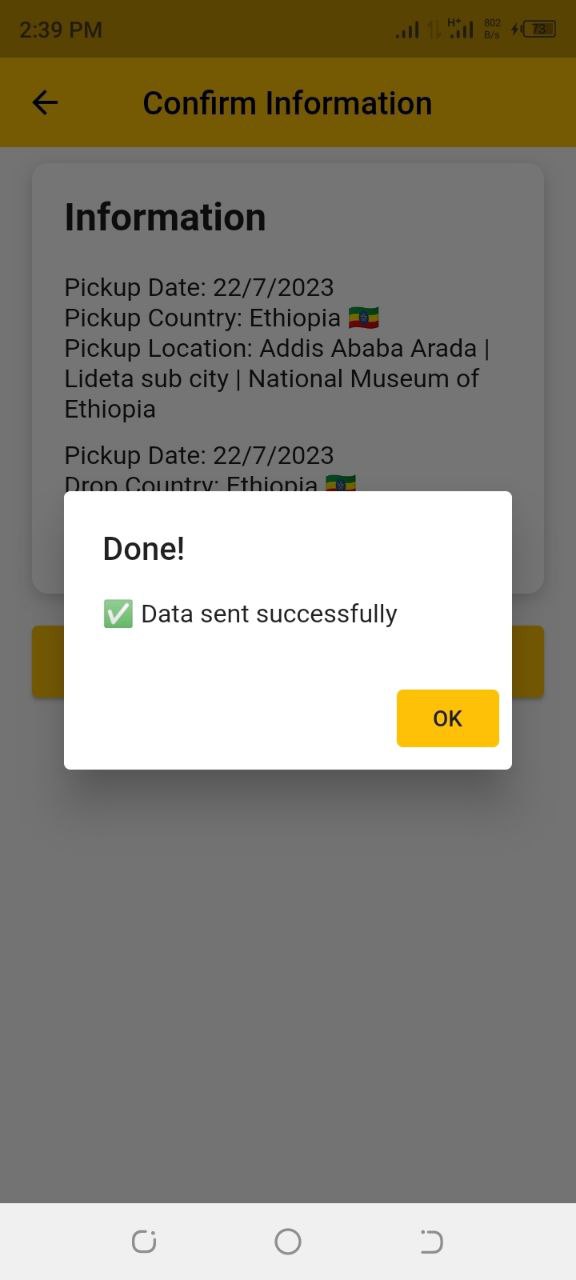 2:39 PM
H+
802
B/s
73
Confirm Information
Information
Pickup Date: 22/7/2023
Pickup Country: Ethiopia 🇪🇹
Pickup Location: Addis Ababa Arada |
Lideta sub city | National Museum of
Ethiopia
Pickup Date: 22/7/2023
Drop Country: Ethiopia 🇪🇹
Done!
✅ Data sent successfully
OK